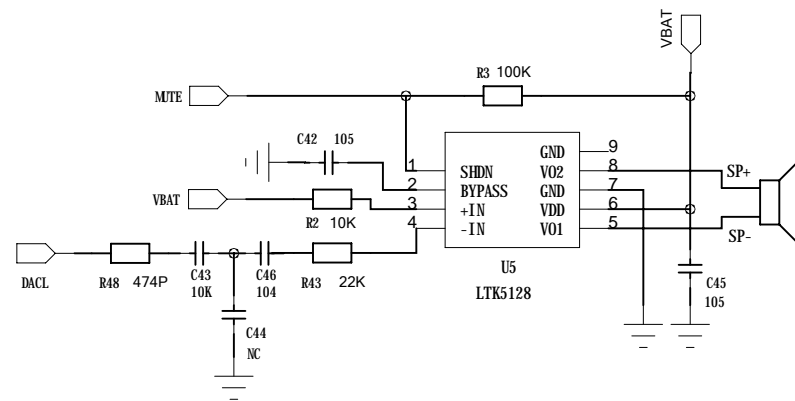 VBAT
R3 100K
MUTE
C42 105
1 SHDN
2 BYPASS
3 +IN
4 -IN
GND 9
VO2 8
GND 7
VDD 6
VO1 5
SP+
SP-
VBAT
R2 10K
U5
LTK5128
DACL
R48 474P
C43
10K
C46
104
R43 22K
C44
NC
C45
105